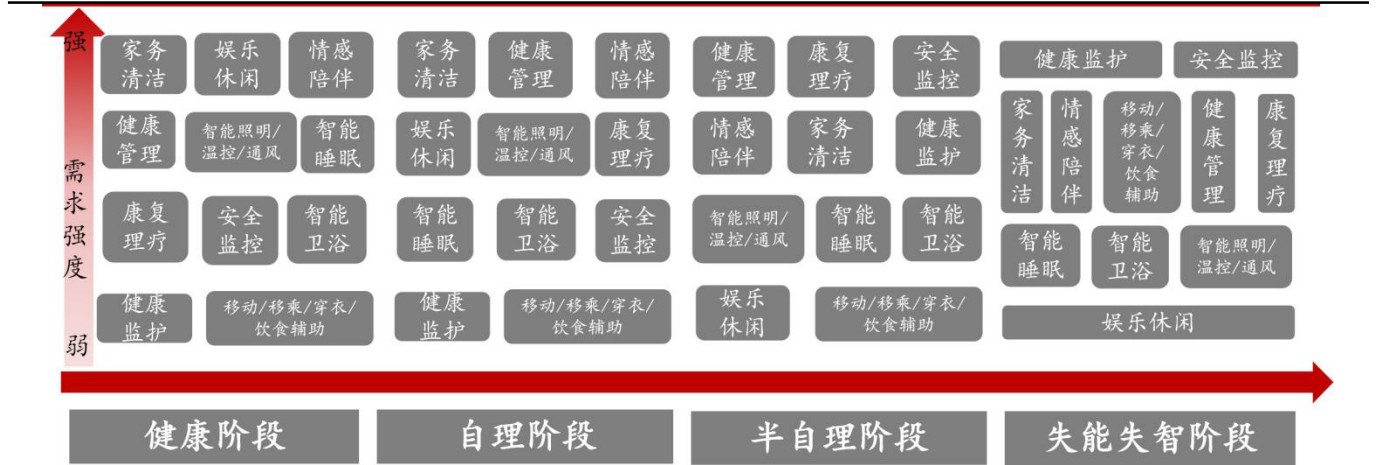 强
需
求
强
度
弱
家务
清洁
娱乐
休闲
情感
陪伴
健康
管理
智能照明/
温控/通风
智能
睡眠
康复
理疗
安全
监控
智能
卫浴
健康
监护
移动/移乘/穿衣/
饮食辅助
健康阶段
家务
清洁
健康
管理
情感
陪伴
娱乐
休闲
智能照明/
温控/通风
康复
理疗
智能
睡眠
智能
卫浴
安全
监控
健康
监护
移动/移乘/穿衣/
饮食辅助
自理阶段
健康
管理
康复
理疗
安全
监控
情感
陪伴
家务
清洁
健康
监护
智能照明/
温控/通风
智能
睡眠
智能
卫浴
娱乐
休闲
移动/移乘/穿衣/
饮食辅助
半自理阶段
健康监护
安全监控
家务清洁
情感陪伴
移动/
移乘/
穿衣/
饮食
辅助
健康管理
康复理疗
智能
睡眠
智能
卫浴
智能照明/
温控/通风
娱乐休闲
失能失智阶段